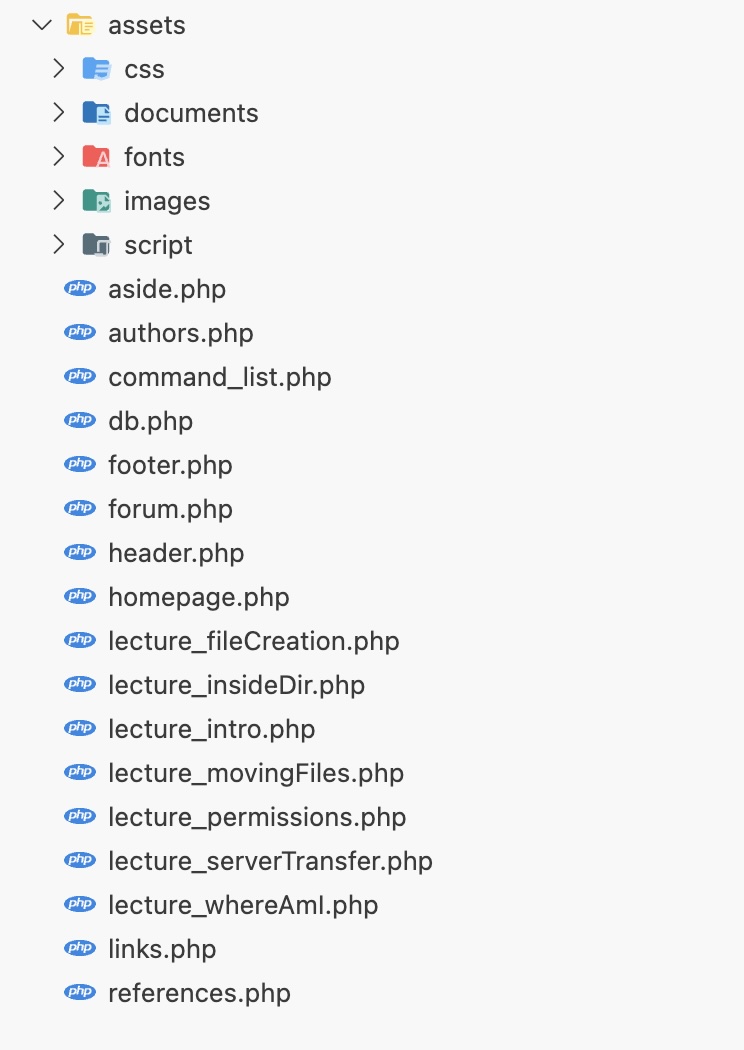 assets
css
documents
fonts
images
script
php aside.php
php authors.php
php command_list.php
php db.php
php footer.php
php forum.php
php header.php
php homepage.php
php lecture_fileCreation.php
php lecture_insideDir.php
php lecture_intro.php
php lecture_movingFiles.php
php lecture_permissions.php
php lecture_serverTransfer.php
php lecture_whereAmI.php
php links.php
php references.php